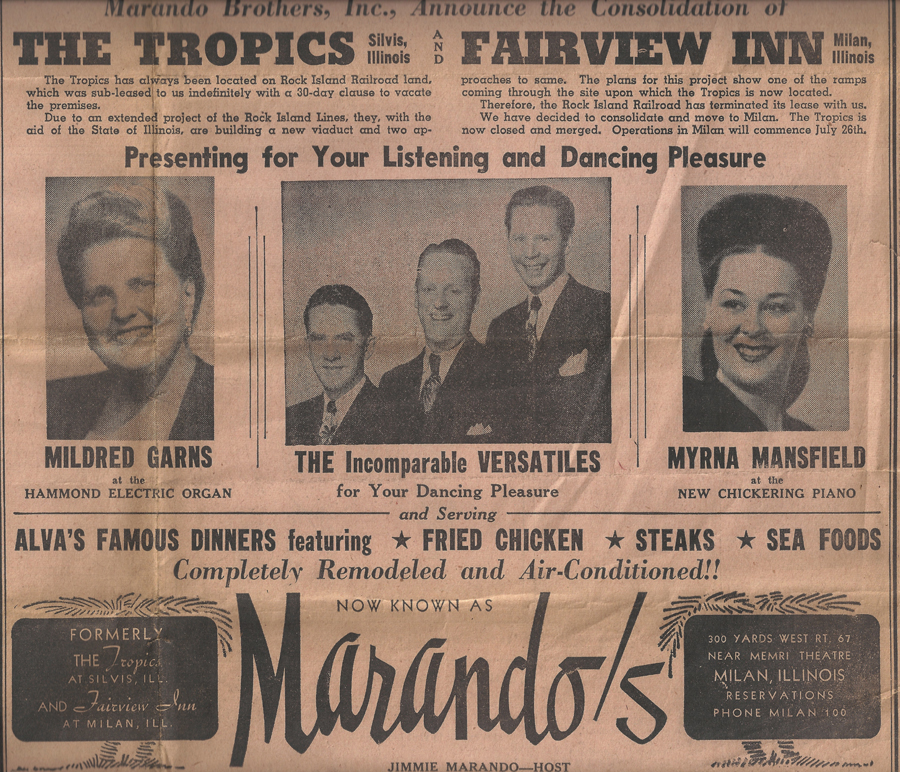 Marando Brothers, Inc., Announce the Consolidation of
THE TROPICS Silvis, Illinois AND FAIRVIEW INN Milan, Illinois
The Tropics has always been located on Rock Island Railroad land,
which was sub-leased to us indefinitely with a 30-day clause to vacate
the premises.
Due to an extended project of the Rock Island Lines, they, with the
aid of the State of Illinois, are building a new viaduct and two ap-
proaches to same. The plans for this project show one of the ramps
coming through the site upon which the Tropics is now located.
Therefore, the Rock Island Railroad has terminated its lease with us.
We have decided to consolidate and move to Milan. The Tropics is
now closed and merged. Operations in Milan will commence July 26th.
Presenting for Your Listening and Dancing Pleasure
MILDRED GARNS
at the
HAMMOND ELECTRIC ORGAN
THE Incomparable VERSATILES
for Your Dancing Pleasure
MYRNA MANSFIELD
at the
NEW CHICKERING PIANO
and Serving
ALVA'S FAMOUS DINNERS featuring ★ FRIED CHICKEN ★ STEAKS ★ SEA FOODS
Completely Remodeled and Air-Conditioned!!
FORMERLY
THE Tropics
AT SILVIS, ILL.
AND Fairview Inn
AT MILAN, ILL.
NOW KNOWN AS
Marando's
300 YARDS WEST RT. 67
NEAR MEMRI THEATRE
MILAN, ILLINOIS
RESERVATIONS
PHONE MILAN 100
JIMMIE MARANDO—HOST